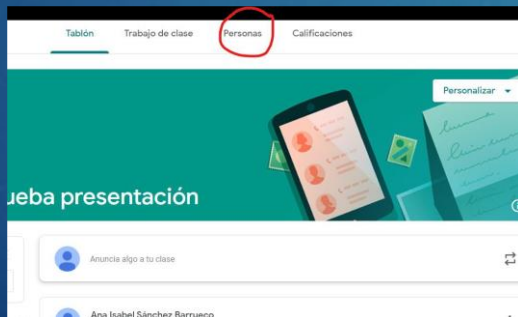 Tablón Trabajo de clase Personas Calificaciones
Personalizar
ueba presentación
Anuncia algo a tu clase
Ana Isabel Sánchez Barrueco